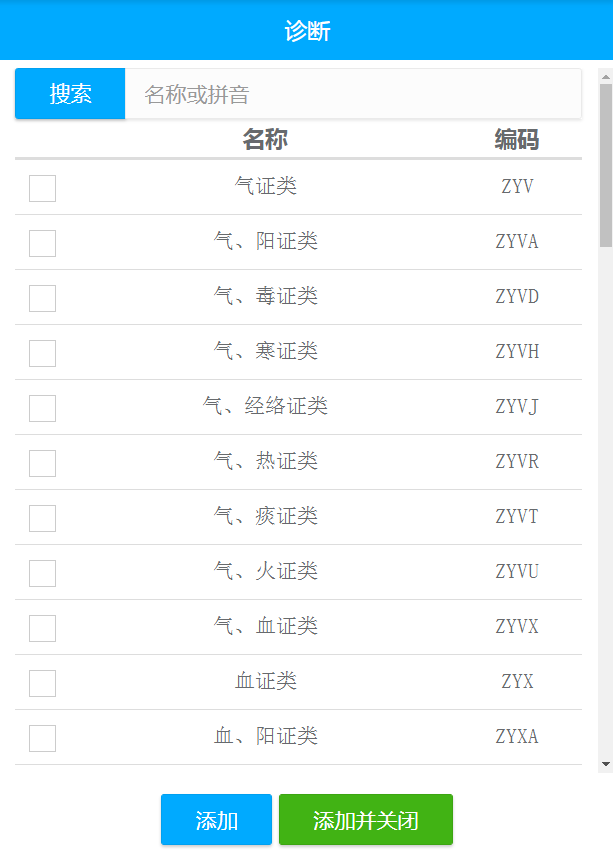 诊断
搜索 名称或拼音
名称 编码
气证类 ZYV
气、阳证类 ZYVA
气、毒证类 ZYVD
气、寒证类 ZYVH
气、经络证类 ZYVJ
气、热证类 ZYVR
气、痰证类 ZYVT
气、火证类 ZYVU
气、血证类 ZYVX
血证类 ZYX
血、阳证类 ZYXA
添加 添加并关闭